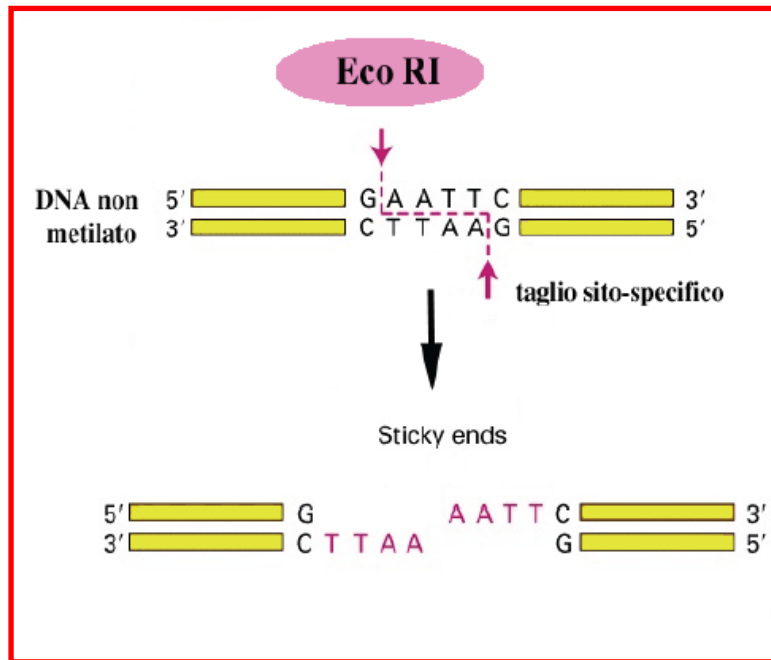 Eco RI
DNA non
metilato
5′ G A A T T C 3′
3′ C T T A A G 5′
taglio sito-specifico
Sticky ends
5′ G A A T T C 3′
3′ C T T A A G 5′